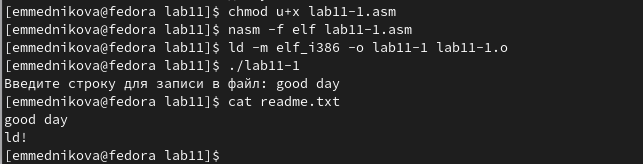 [emmednikova@fedora lab11]$ chmod u+x lab11-1.asm
[emmednikova@fedora lab11]$ nasm -f elf lab11-1.asm
[emmednikova@fedora lab11]$ ld -m elf_i386 -o lab11-1 lab11-1.o
[emmednikova@fedora lab11]$ ./lab11-1
Введите строку для записи в файл: good day
[emmednikova@fedora lab11]$ cat readme.txt
good day
ld!
[emmednikova@fedora lab11]$